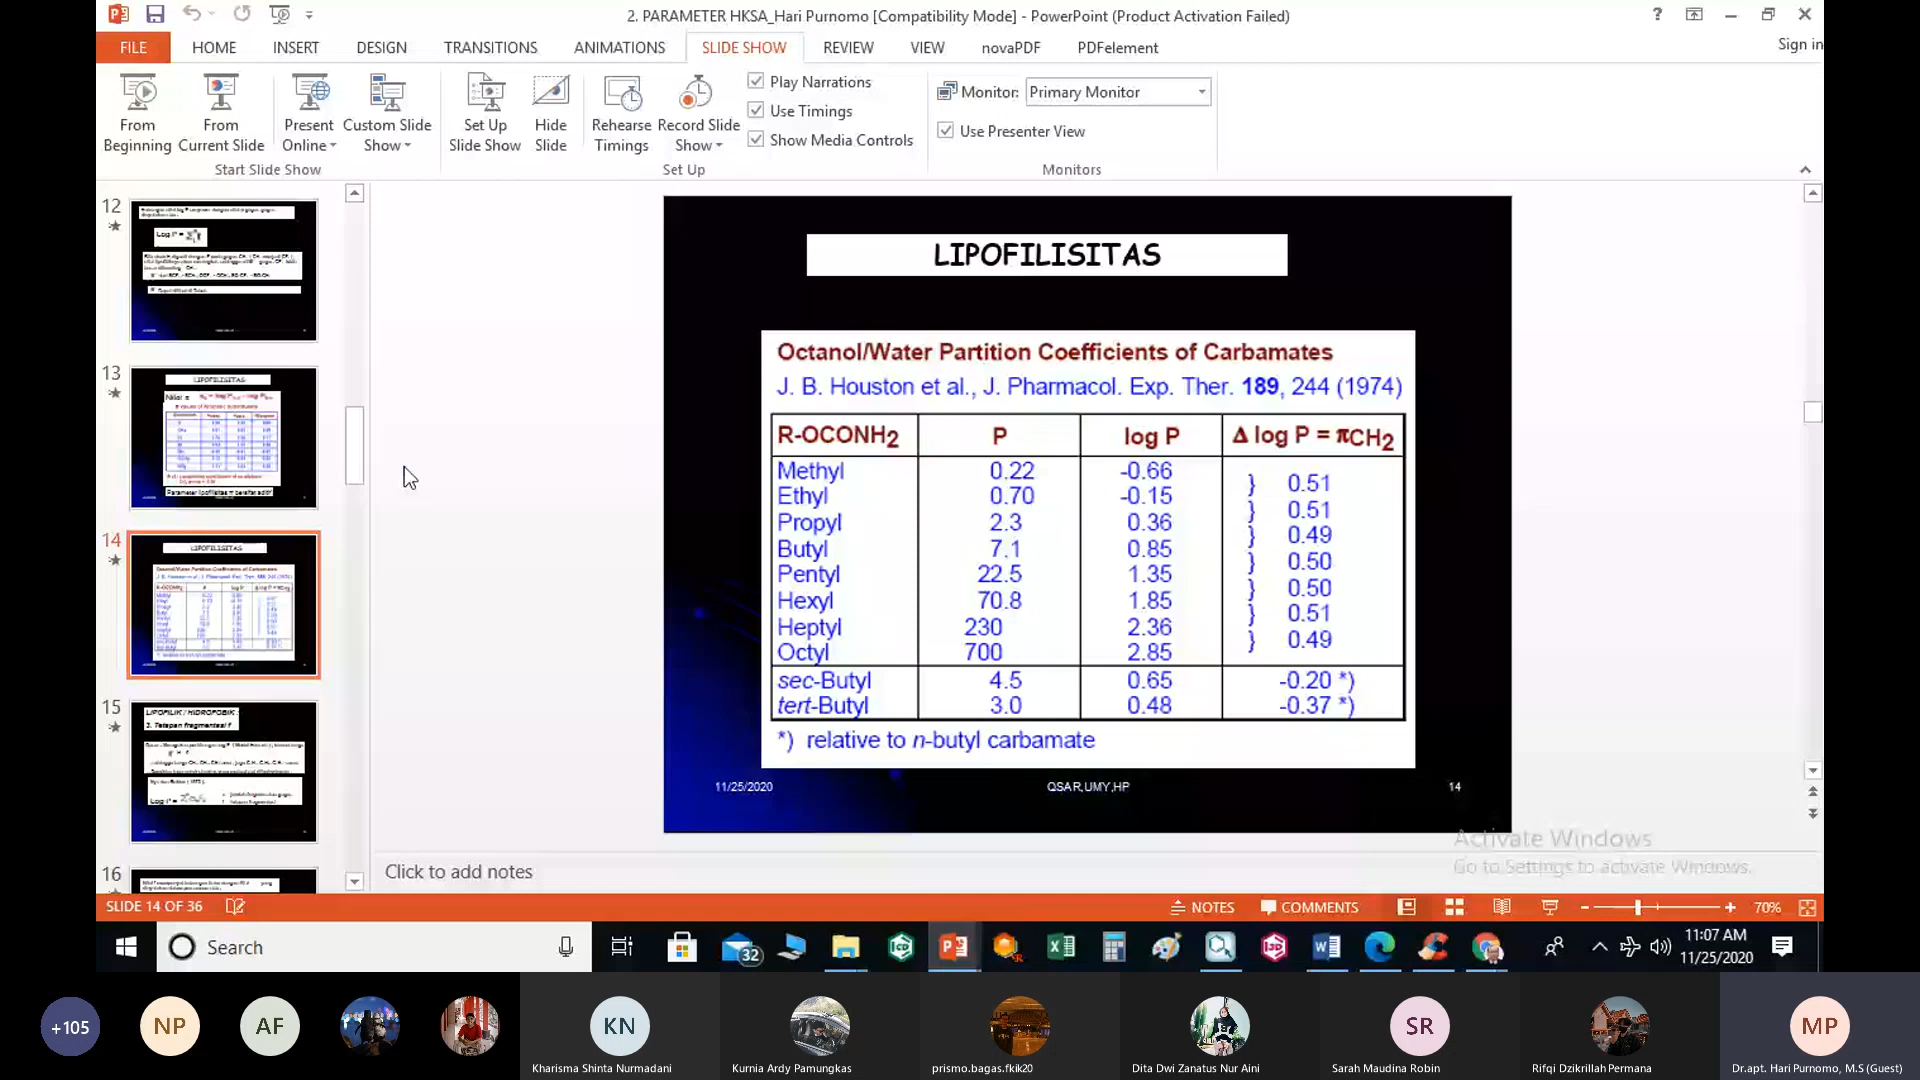 2. PARAMETER HKSA_Hari Purnomo [Compatibility Mode] - PowerPoint (Product Activation Failed)
?
FILE HOME INSERT DESIGN TRANSITIONS ANIMATIONS SLIDE SHOW REVIEW VIEW novaPDF PDFelement Sign in
From Beginning
From Current Slide
Present Online
Custom Slide Show
Start Slide Show
Set Up Slide Show
Hide Slide
Rehearse Timings
Record Slide Show
Play Narrations
Use Timings
Show Media Controls
Set Up
Monitor: Primary Monitor
Use Presenter View
Monitors
12
13
LIPOFILISITAS
14
LIPOFILISITAS
15
16
LIPOFILISITAS
Octanol/Water Partition Coefficients of Carbamates
J. B. Houston et al., J. Pharmacol. Exp. Ther. 189, 244 (1974)
R-OCONH2 P log P Δ log P = πCH2
Methyl 0.22 -0.66
} 0.51
Ethyl 0.70 -0.15
} 0.51
Propyl 2.3 0.36
} 0.49
Butyl 7.1 0.85
} 0.50
Pentyl 22.5 1.35
} 0.50
Hexyl 70.8 1.85
} 0.51
Heptyl 230 2.36
} 0.49
Octyl 700 2.85
sec-Butyl 4.5 0.65 -0.20 *)
tert-Butyl 3.0 0.48 -0.37 *)
*) relative to n-butyl carbamate
11/25/2020 QSAR,UMY,HP 14
Activate Windows
Go to Settings to activate Windows.
Click to add notes
SLIDE 14 OF 36 NOTES COMMENTS 70%
Search 32 11:07 AM
11/25/2020
+105 NP AF KN SR MP
Kharisma Shinta Nurmadani Kurnia Ardy Pamungkas prismo.bagas.fkik20 Dita Dwi Zanatus Nur Aini Sarah Maudina Robin Rifqi Dzikrillah Permana Dr.apt. Hari Purnomo, M.S (Guest)